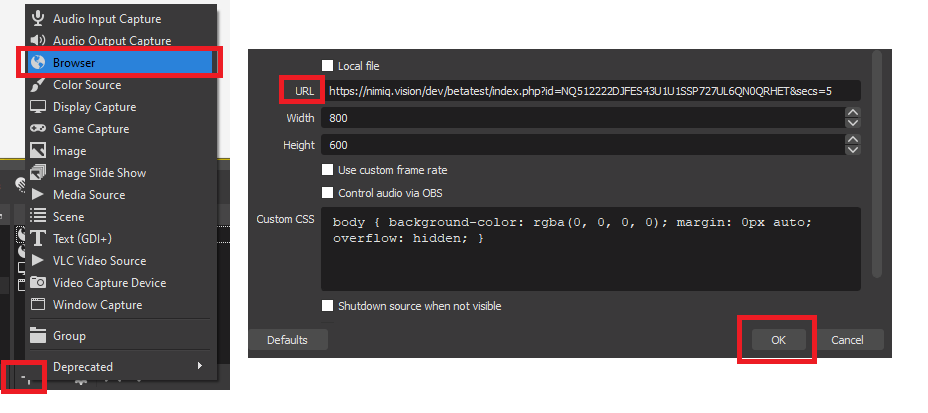 Audio Input Capture
Audio Output Capture
Browser
Color Source
Display Capture
Game Capture
Image
Image Slide Show
Media Source
Scene
Text (GDI+)
VLC Video Source
Video Capture Device
Window Capture
Group
Deprecated
Local file
URL https://nimiq.vision/dev/betatest/index.php?id=NQ512222DJFES43U1U1SSP727UL6QN0QRHET&secs=5
Width 800
Height 600
Use custom frame rate
Control audio via OBS
Custom CSS body { background-color: rgba(0, 0, 0, 0); margin: 0px auto;
overflow: hidden; }
Shutdown source when not visible
Defaults OK Cancel